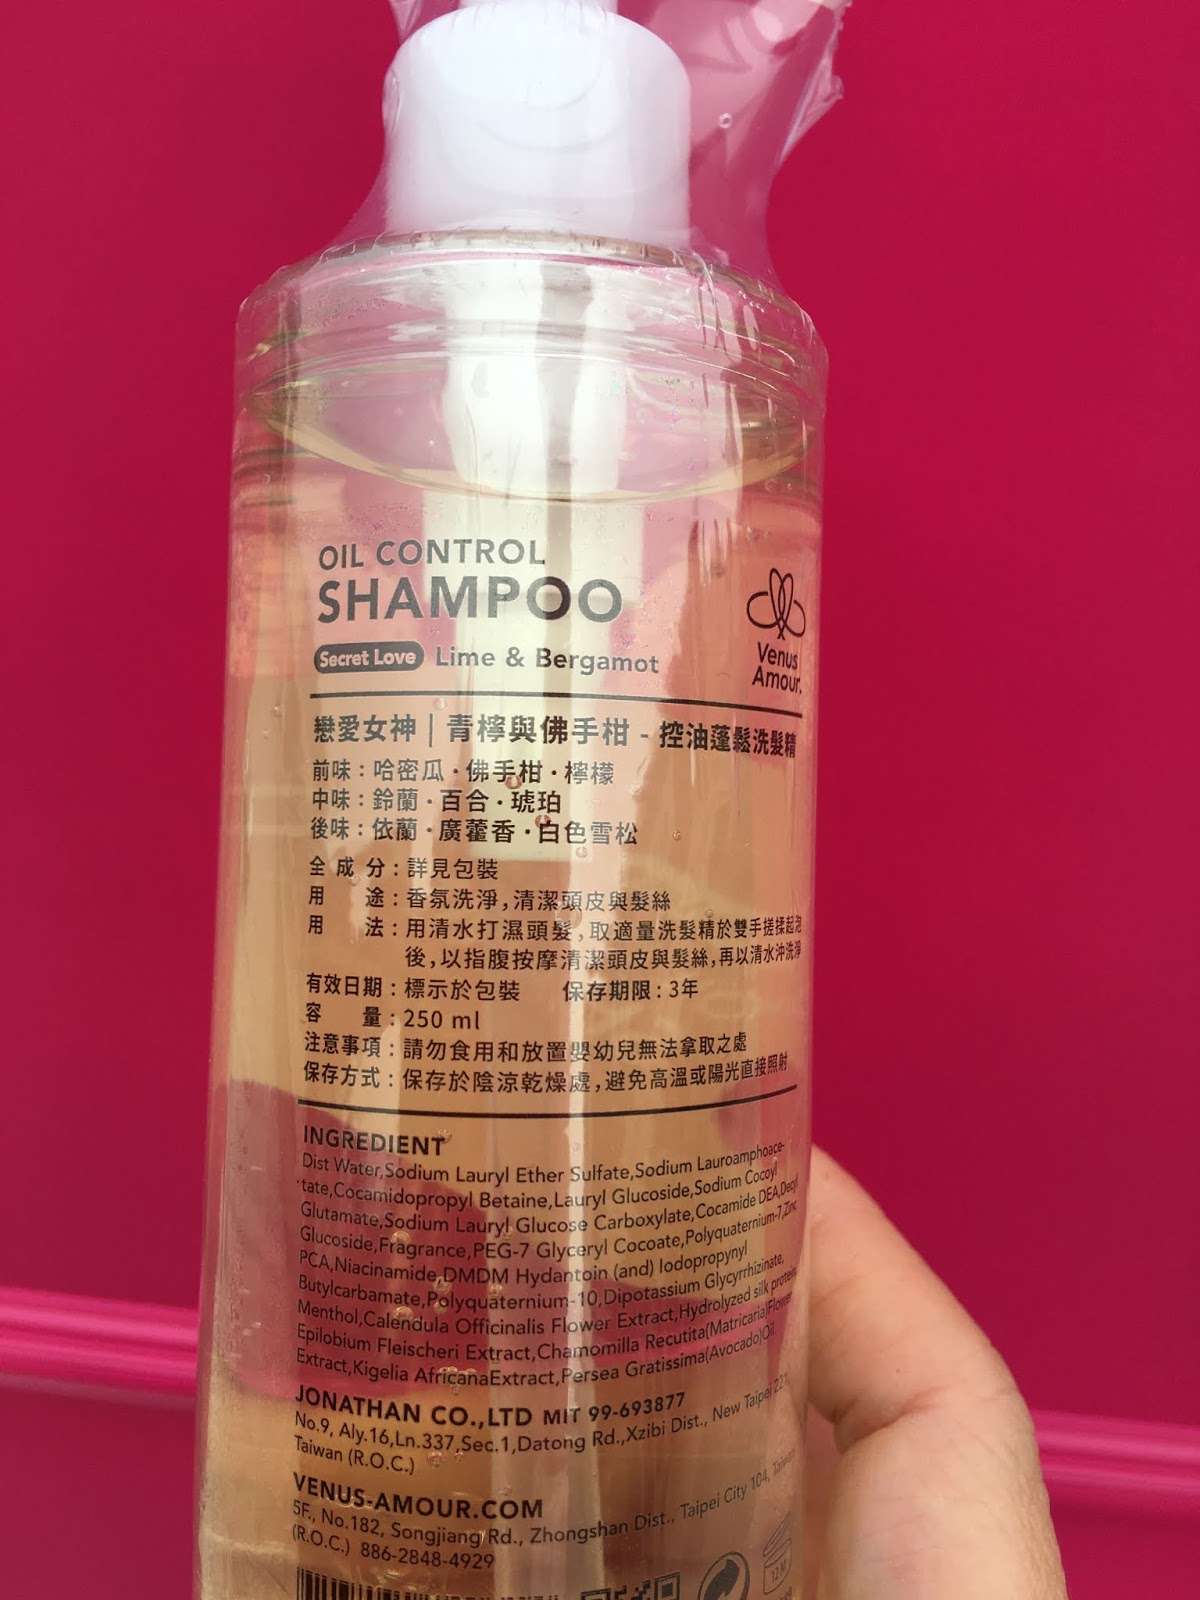 OIL CONTROL
SHAMPOO
Secret Love Lime & Bergamot
Venus
Amour.
戀愛女神 | 青檸與佛手柑 - 控油蓬鬆洗髮精
前味：哈密瓜·佛手柑·檸檬
中味：鈴蘭·百合·琥珀
後味：依蘭·廣藿香·白色雪松
全成分：詳見包裝
用途：香氛洗淨,清潔頭皮與髮絲
用法：用清水打濕頭髮,取適量洗髮精於雙手搓揉起泡
後,以指腹按摩清潔頭皮與髮絲,再以清水沖洗淨
有效日期：標示於包裝 保存期限：3年
容量：250 ml
注意事項：請勿食用和放置嬰幼兒無法拿取之處
保存方式：保存於陰涼乾燥處,避免高溫或陽光直接照射
INGREDIENT
Dist Water,Sodium Lauryl Ether Sulfate,Sodium Lauroamphoace-
tate,Cocamidopropyl Betaine,Lauryl Glucoside,Sodium Cocoyl
Glutamate,Sodium Lauryl Glucose Carboxylate,Cocamide DEA,Decyl
Glucoside,Fragrance,PEG-7 Glyceryl Cocoate,Polyquaternium-7,Zinc
PCA,Niacinamide,DMDM Hydantoin (and) Iodopropynyl
Butylcarbamate,Polyquaternium-10,Dipotassium Glycyrrhizinate,
Menthol,Calendula Officinalis Flower Extract,Hydrolyzed silk protein,
Epilobium Fleischeri Extract,Chamomilla Recutita(Matricaria)Flower
Extract,Kigelia AfricanaExtract,Persea Gratissima(Avocado)Oil.
JONATHAN CO.,LTD MIT 99-693877
No.9, Aly.16,Ln.337,Sec.1,Datong Rd.,Xzibi Dist., New Taipei 221,
Taiwan (R.O.C.)
VENUS-AMOUR.COM
5F., No.182, Songjiang Rd., Zhongshan Dist., Taipei City 104, Taiwan
(R.O.C.) 886-2848-4929
12 M